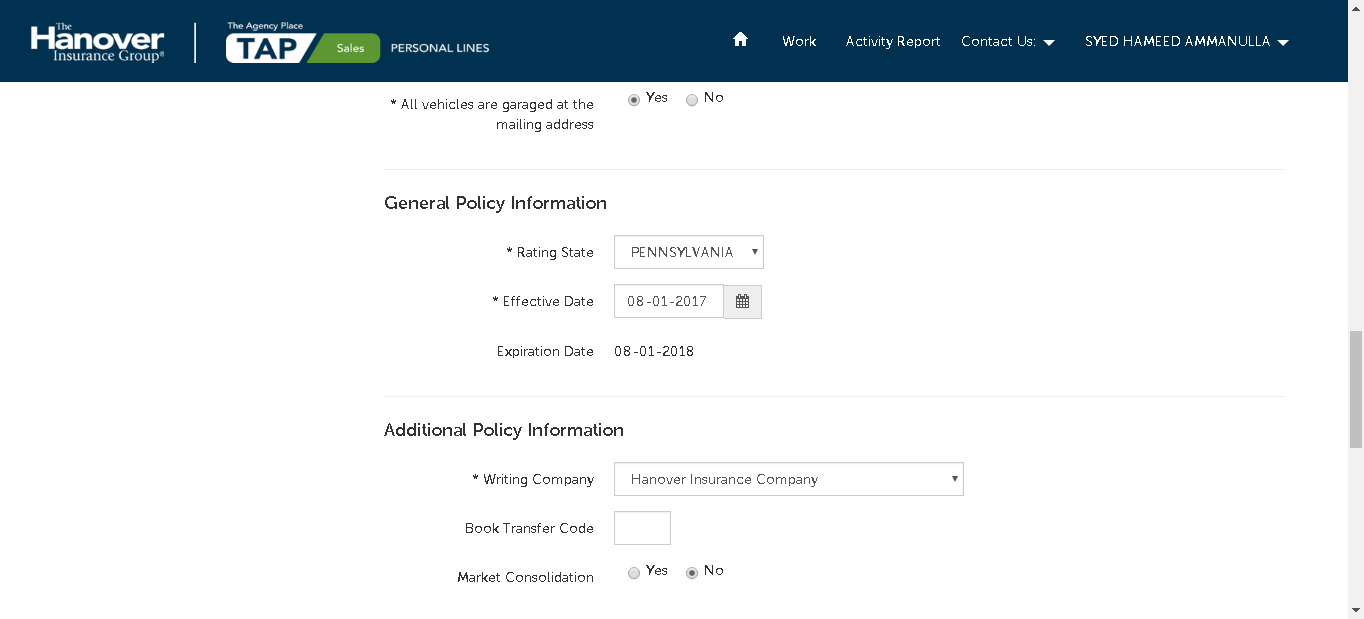 The
Hanover
Insurance Group®
The Agency Place
TAP Sales PERSONAL LINES
Work Activity Report Contact Us: SYED HAMEED AMMANULLA
* All vehicles are garaged at the mailing address Yes No
General Policy Information
* Rating State PENNSYLVANIA
* Effective Date 08-01-2017
Expiration Date 08-01-2018
Additional Policy Information
* Writing Company Hanover Insurance Company
Book Transfer Code
Market Consolidation Yes No